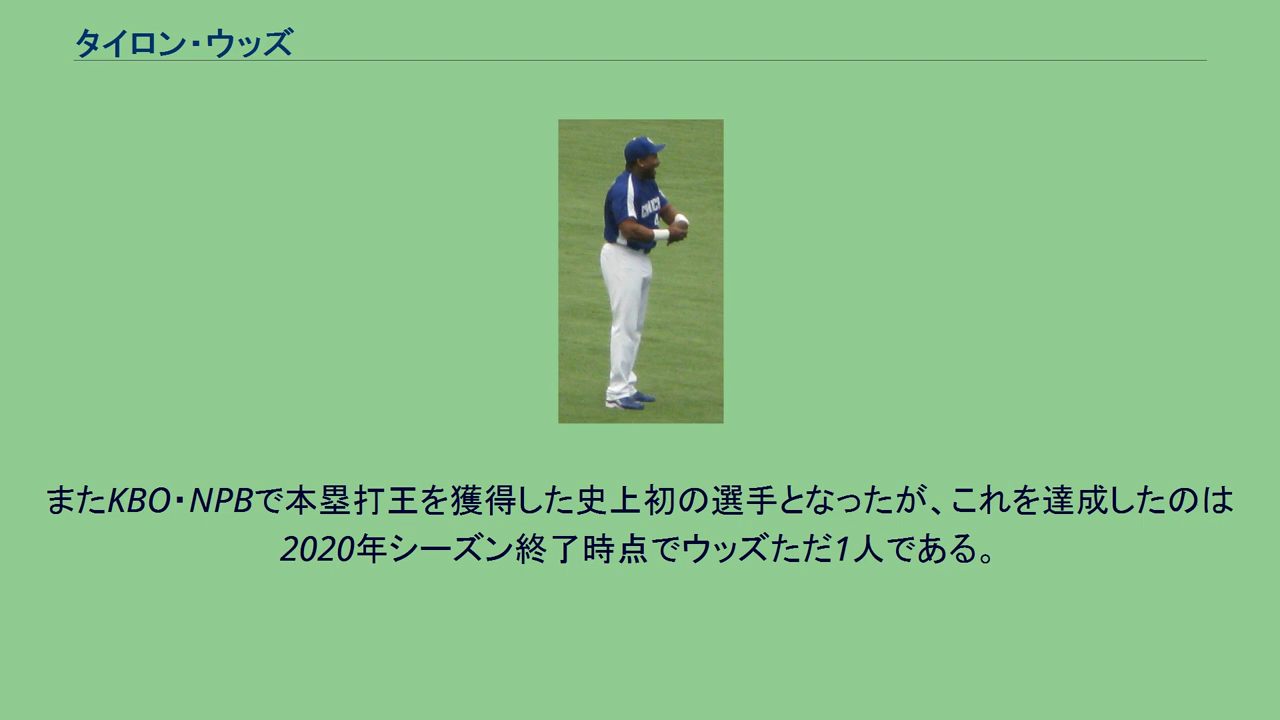 タイロン・ウッズ
またKBO・NPBで本塁打王を獲得した史上初の選手となったが、これを達成したのは
2020年シーズン終了時点でウッズただ1人である。